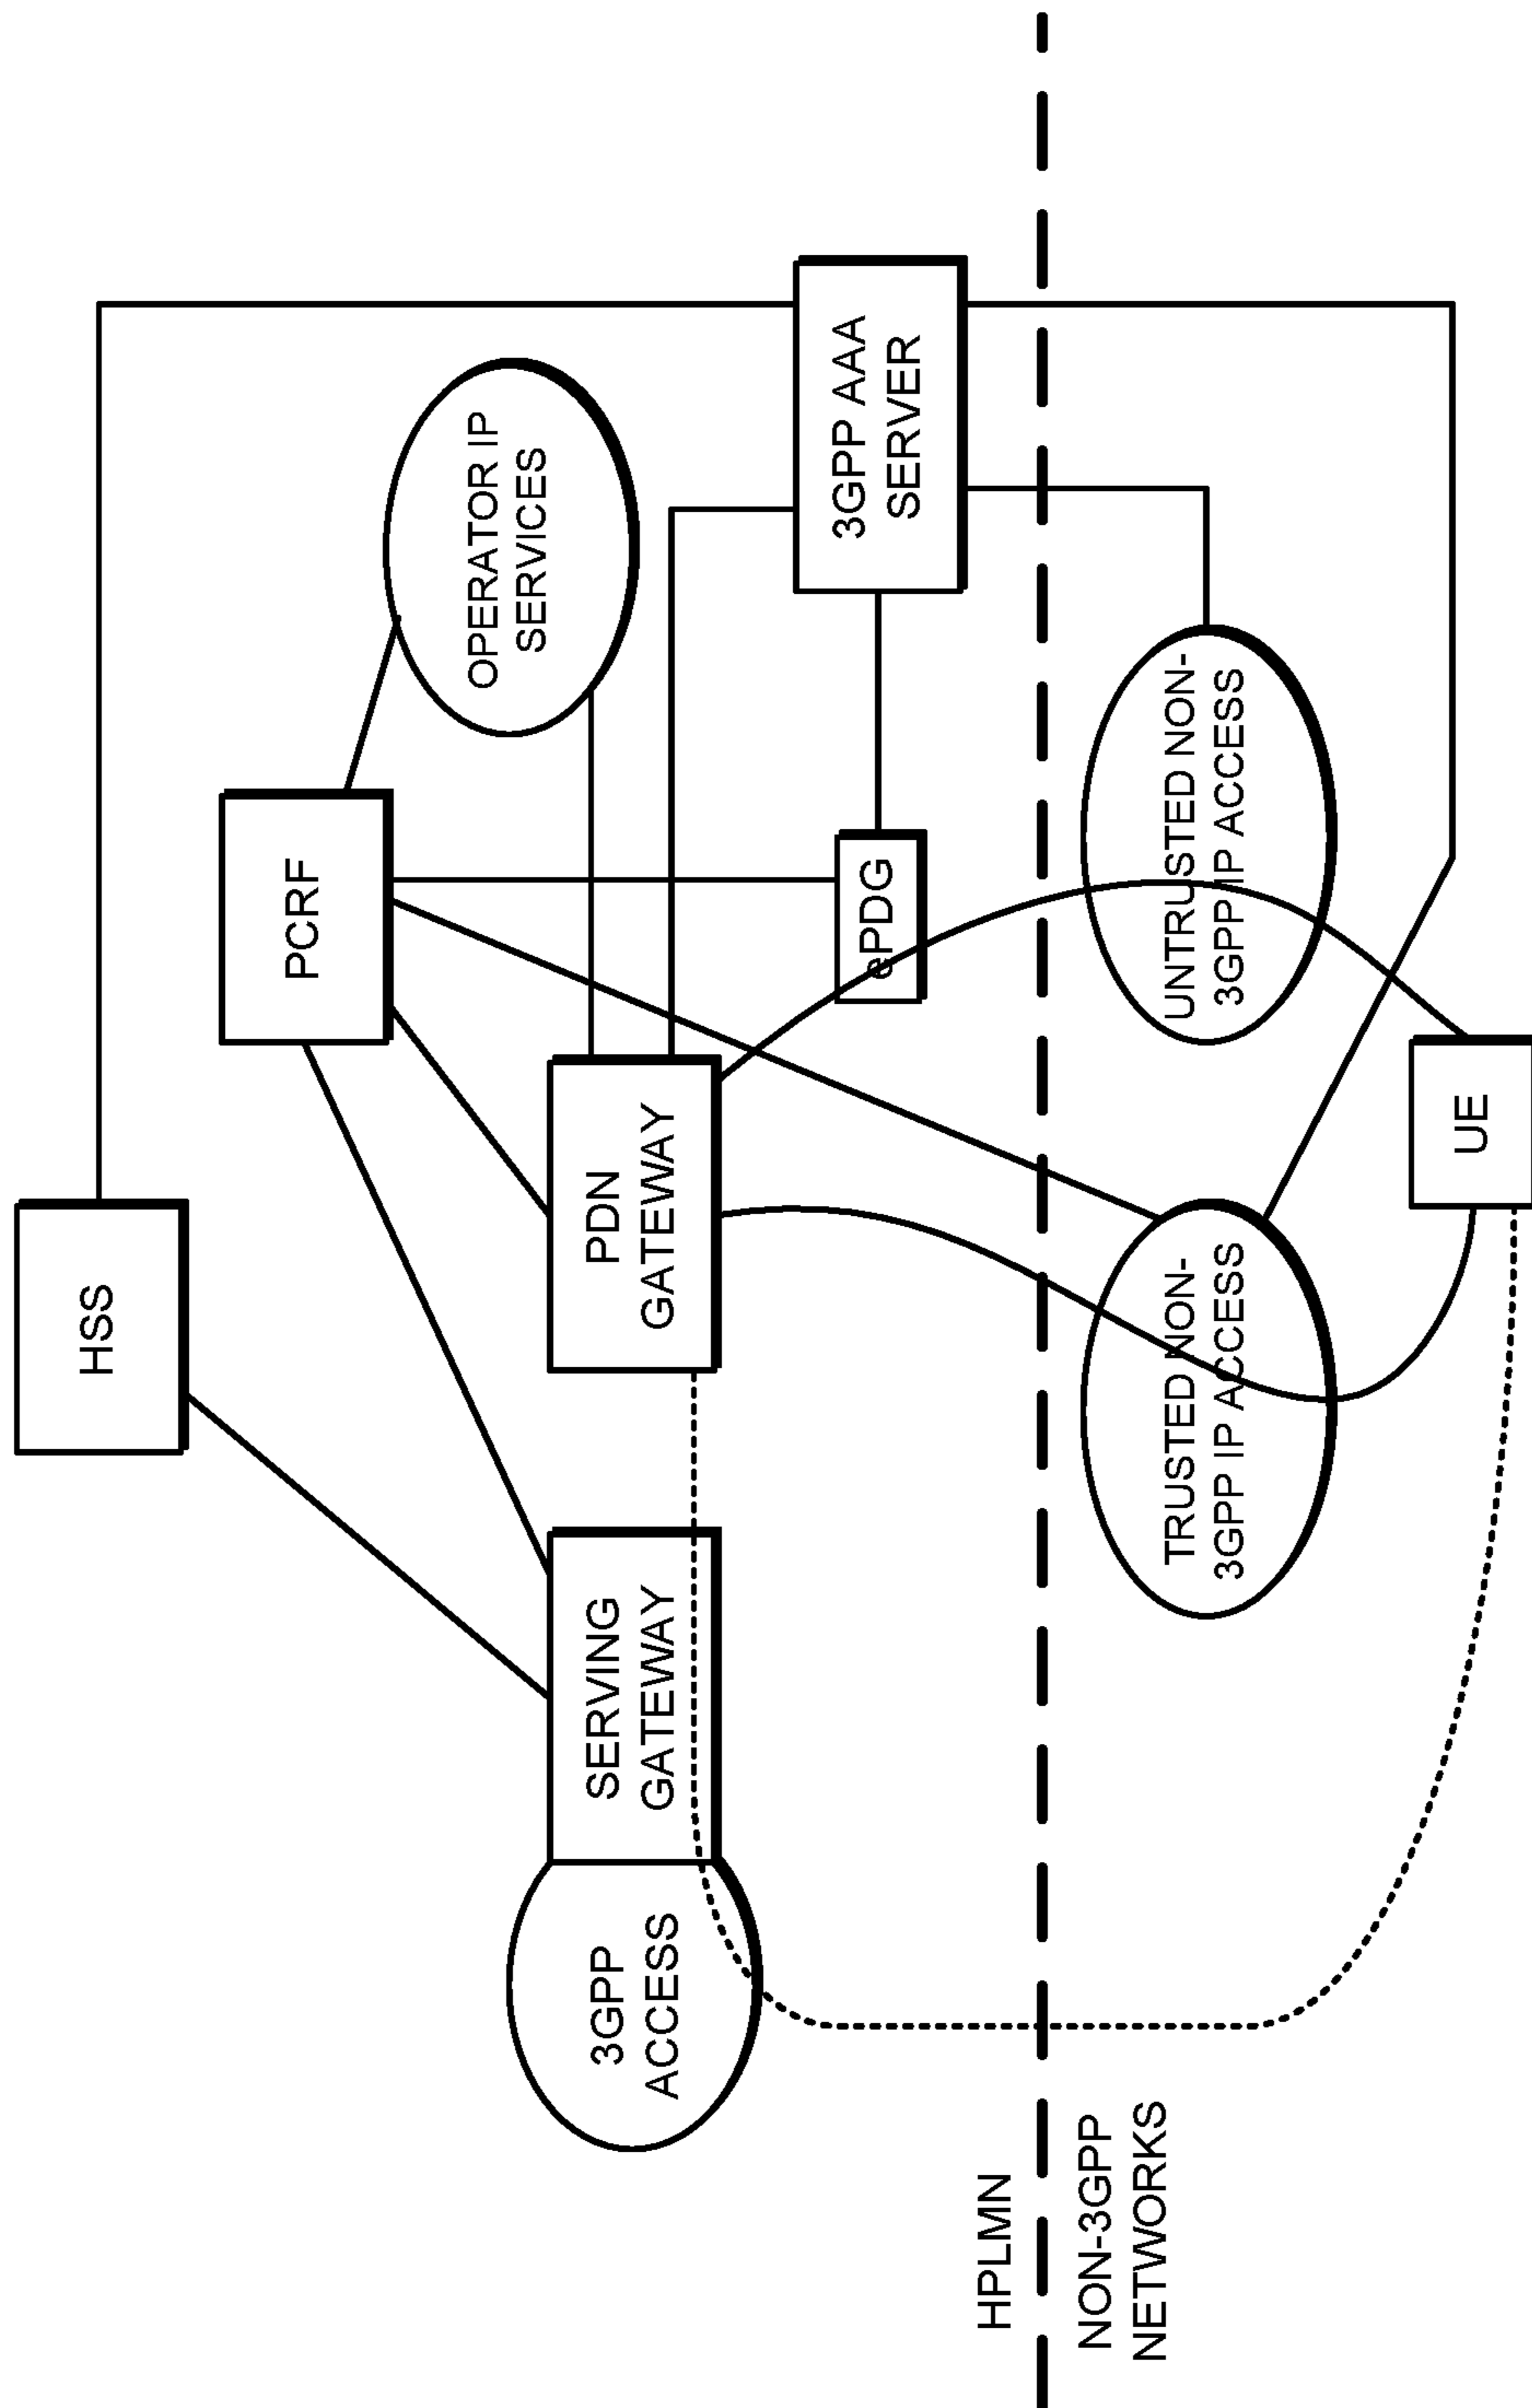 HSS
PCRF
OPERATOR IP
SERVICES
3GPP
ACCESS
SERVING
GATEWAY
PDN
GATEWAY
ePDG
3GPP AAA
SERVER
HPLMN
NON-3GPP
NETWORKS
TRUSTED NON-
3GPP IP ACCESS
UNTRUSTED NON-
3GPP IP ACCESS
UE